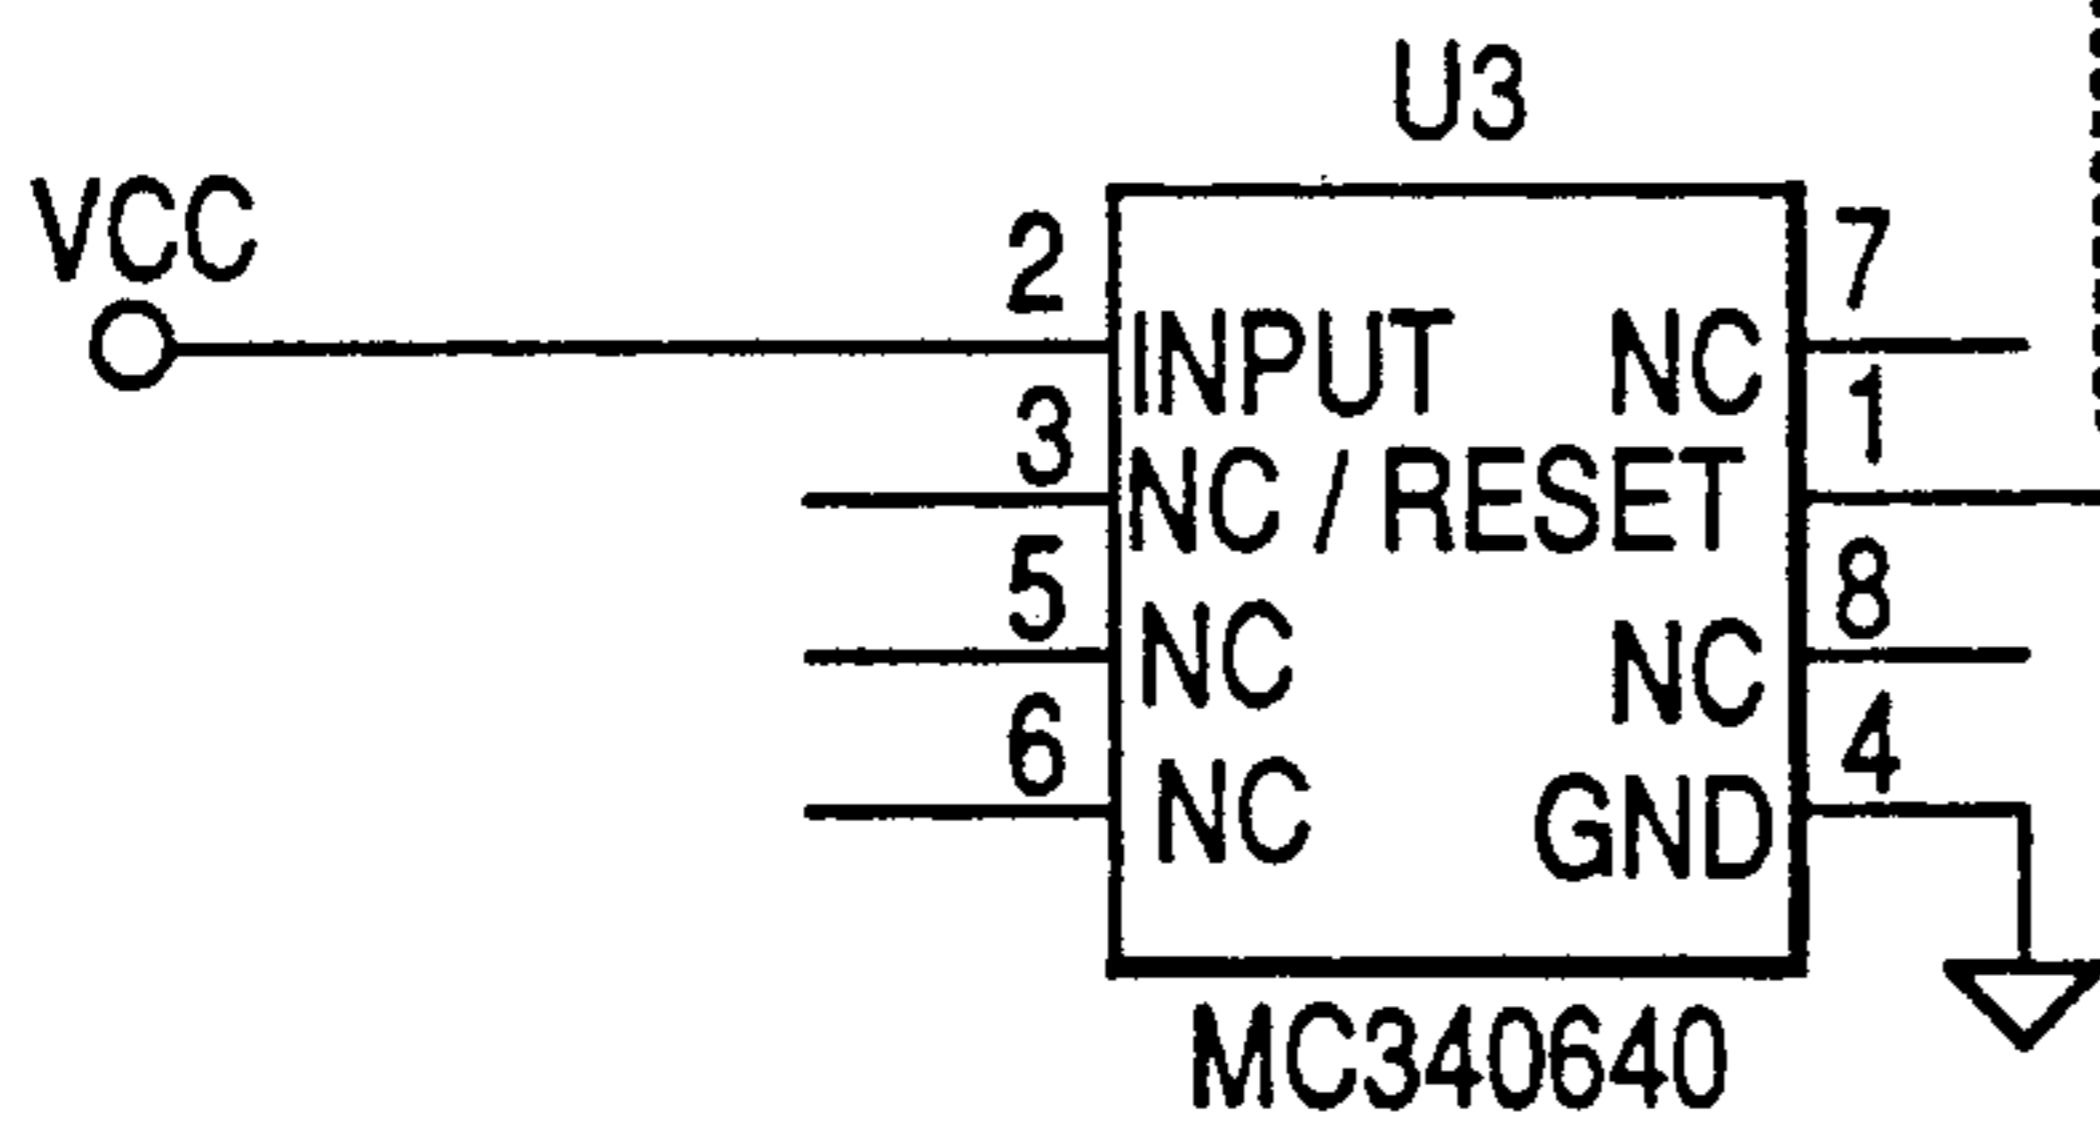 U3
VCC
2 7
INPUT NC
3 1
NC / RESET
5 8
NC NC
6 4
NC GND
MC340640